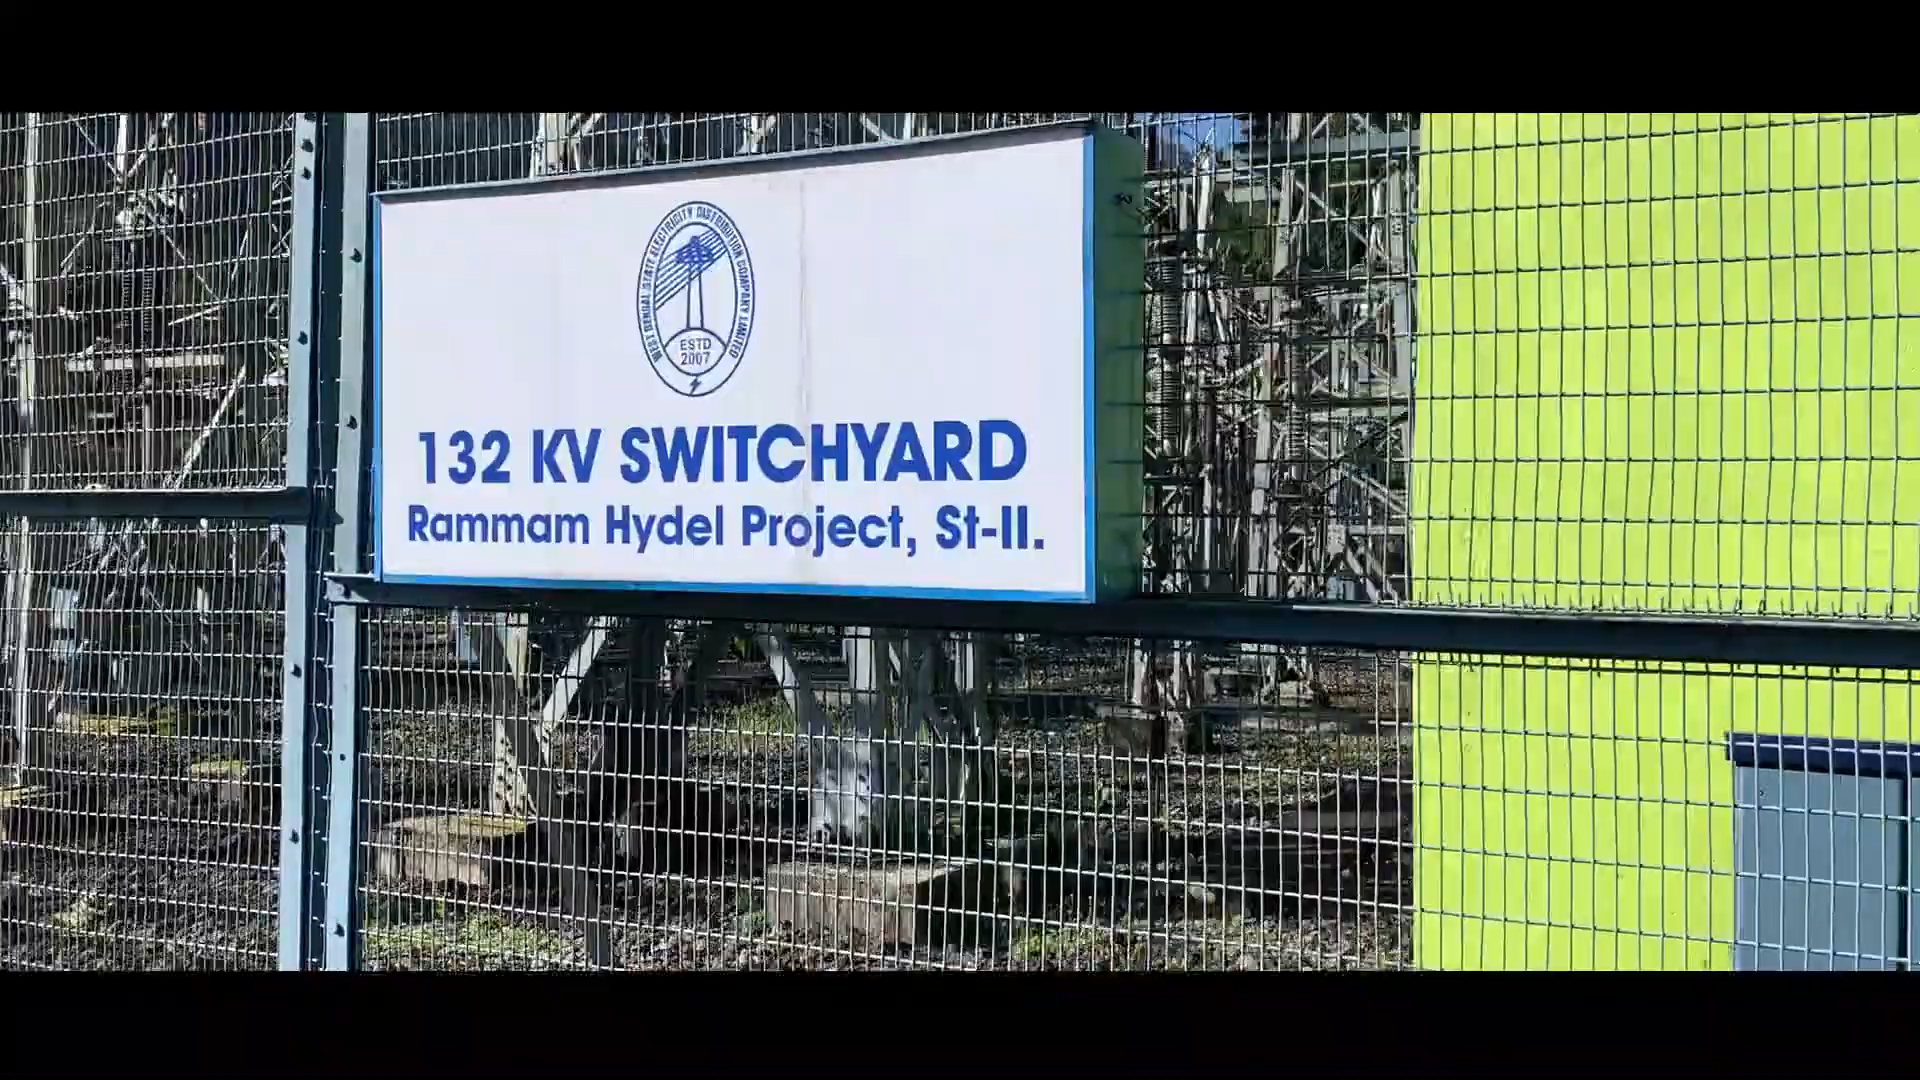 WEST BENGAL STATE ELECTRICITY DISTRIBUTION COMPANY LIMITED
ESTD
2007
132 KV SWITCHYARD
Rammam Hydel Project, St-II.